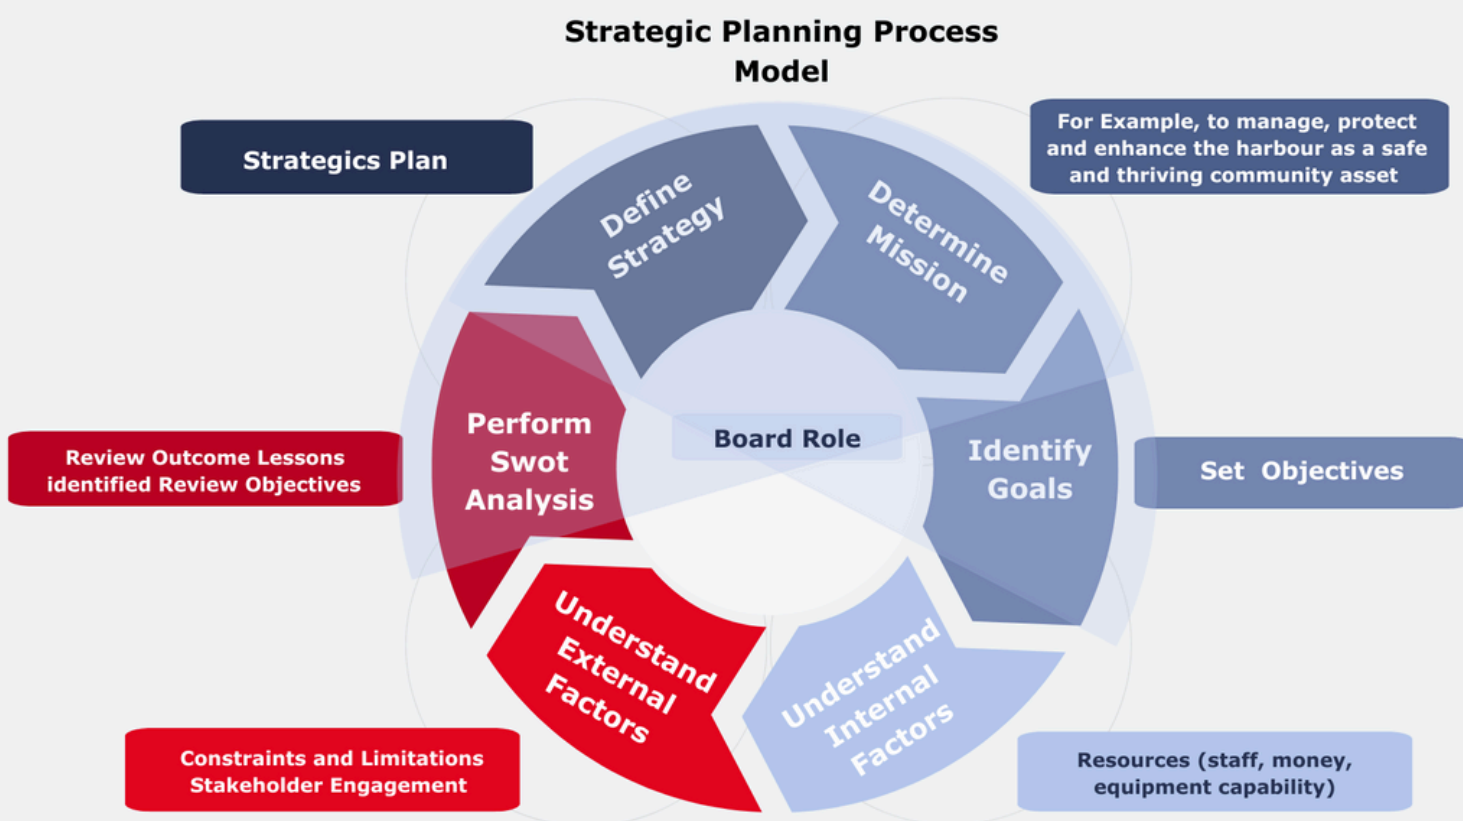 Strategic Planning Process
Model
Strategics Plan
For Example, to manage, protect
and enhance the harbour as a safe
and thriving community asset
Define
Strategy
Determine
Mission
Perform
Swot
Analysis
Board Role
Identify
Goals
Review Outcome Lessons
identified Review Objectives
Set Objectives
Understand
External
Factors
Understand
Internal
Factors
Constraints and Limitations
Stakeholder Engagement
Resources (staff, money,
equipment capability)